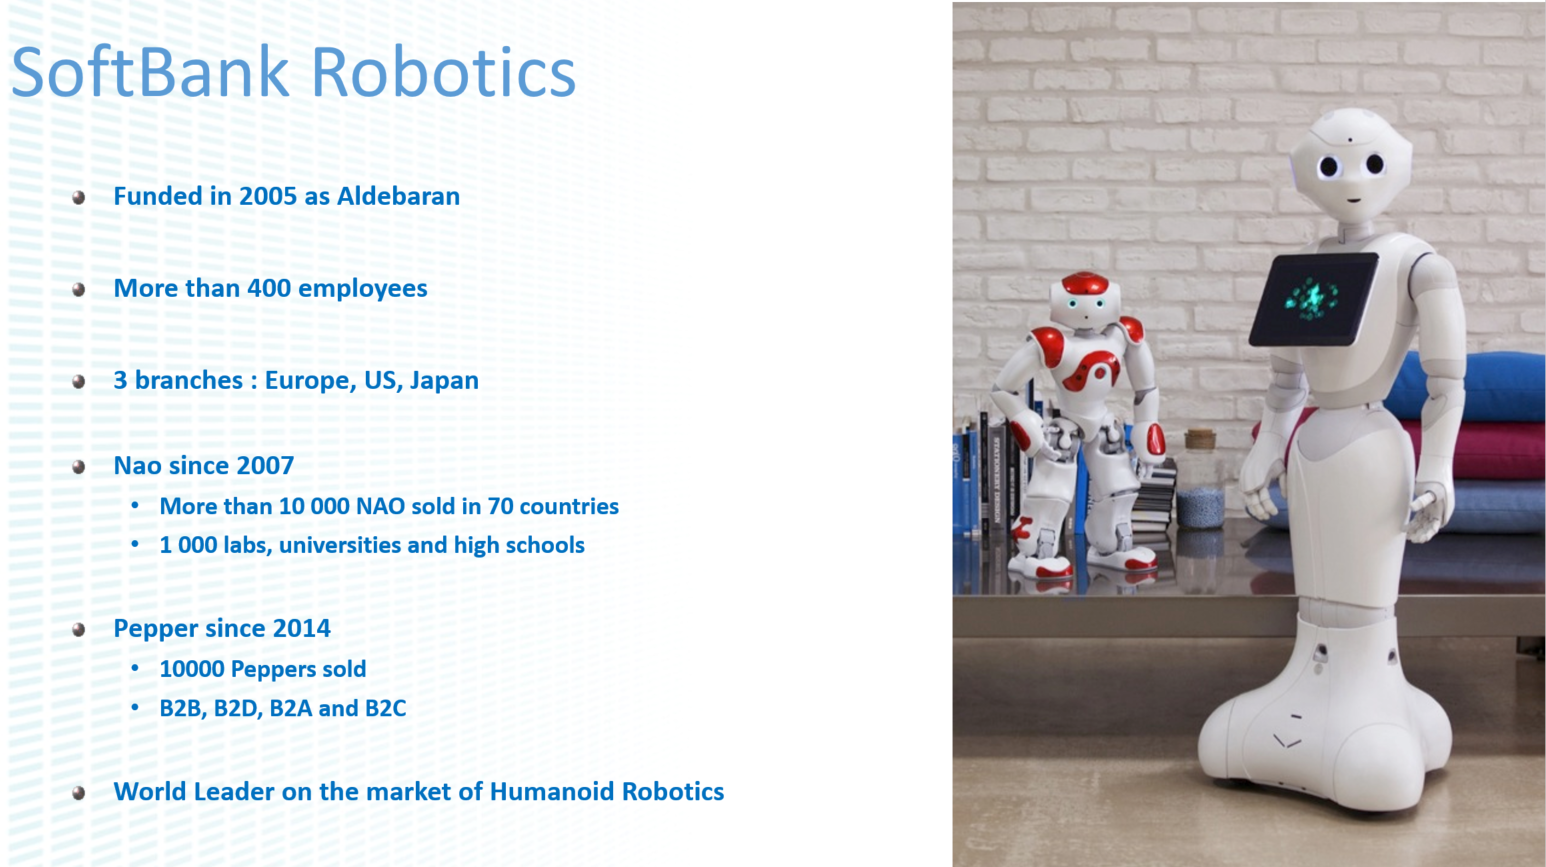 SoftBank Robotics
Funded in 2005 as Aldebaran
More than 400 employees
3 branches : Europe, US, Japan
Nao since 2007
More than 10 000 NAO sold in 70 countries
1 000 labs, universities and high schools
Pepper since 2014
10000 Peppers sold
B2B, B2D, B2A and B2C
World Leader on the market of Humanoid Robotics